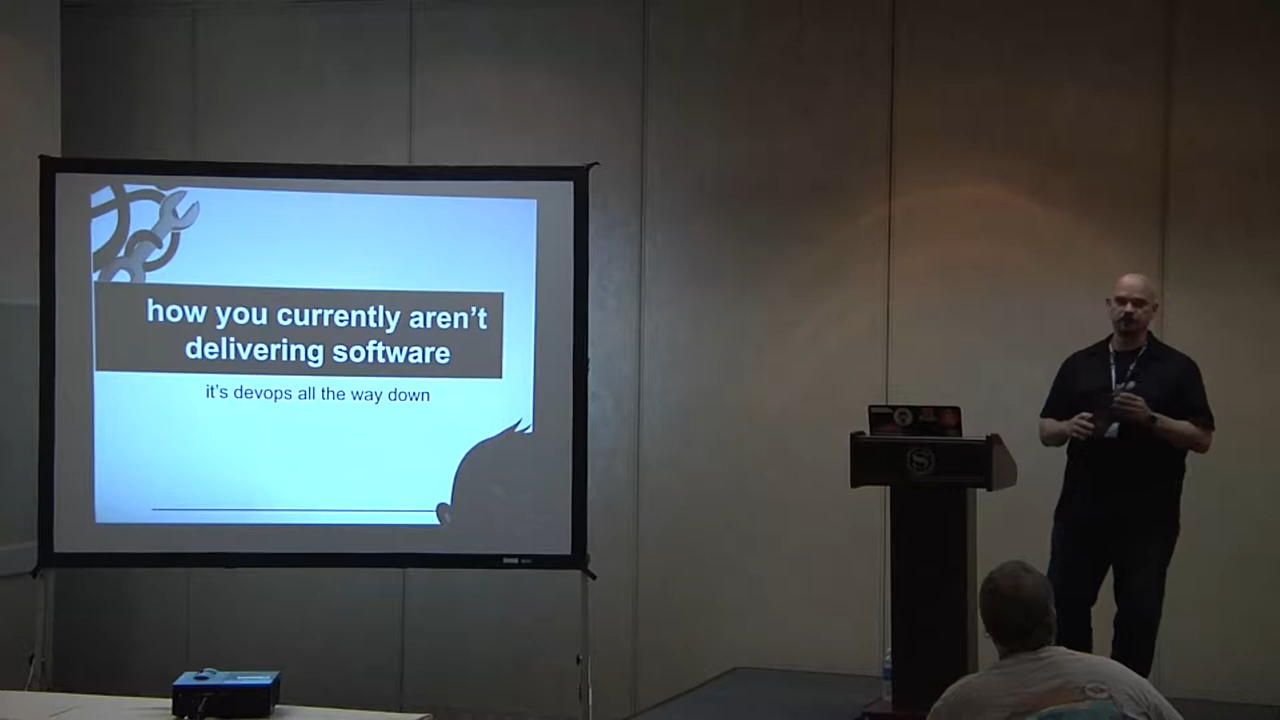 how you currently aren't
delivering software
it's devops all the way down
S